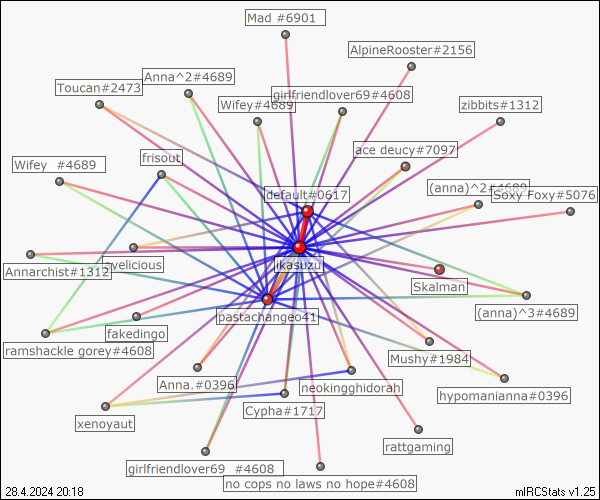 Mad #6901
AlpineRooster#2156
Anna^2#4689
Toucan#2473
girlfriendlover69#4608
Wifey#4689
zibbits#1312
ace deucy#7097
frisout
Wifey  #4689
default#0617
(anna)^2#4689
Soxy Foxy#5076
ikasuzu
Annarchist#1312
Skalman
pastachangeo41
(anna)^3#4689
fakedingo
ramshackle gorey#4608
Mushy#1984
Anna.#0396
neokingghidorah
hypomanianna#0396
Cypha#1717
xenoyaut
rattgaming
girlfriendlover69  #4608
no cops no laws no hope#4608
28.4.2024 20:18
mIRCStats v1.25